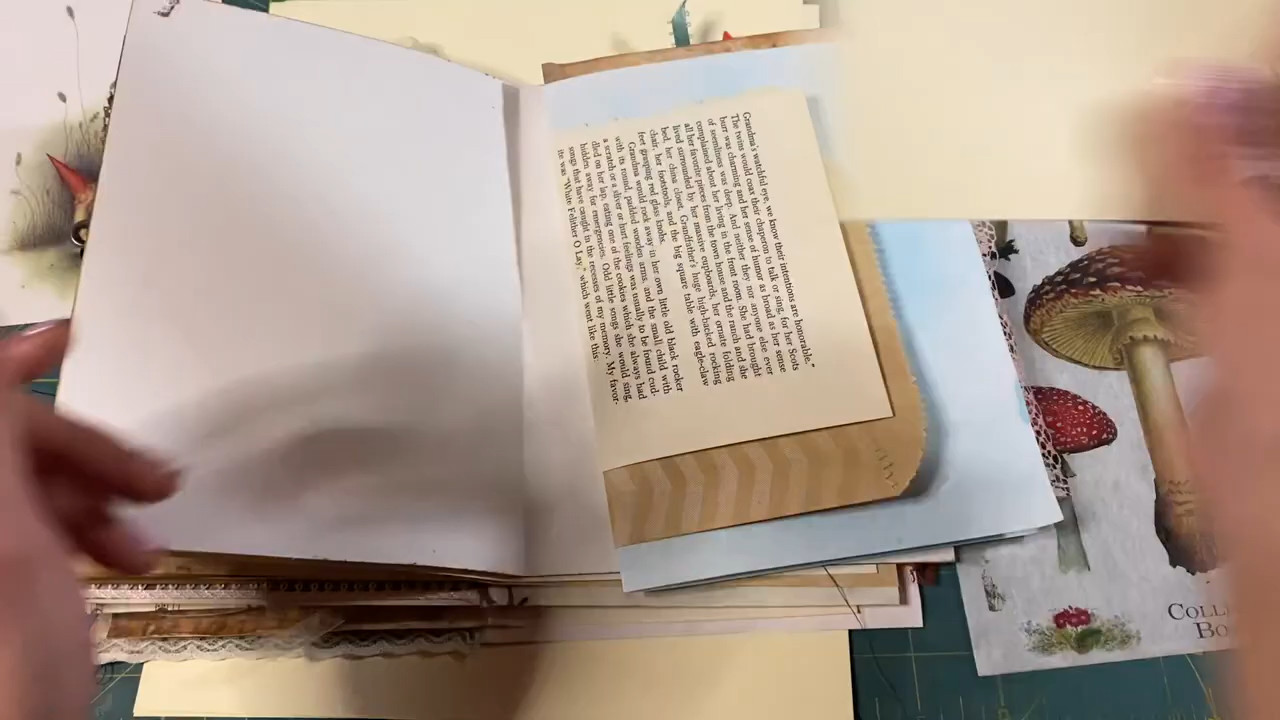 Grandma's watchful eye, we know their intentions are honorable."
The twins would coax their chaperon to talk or sing, for her Scots
burr was charming and her sense of humor as broad as her sense
of seemliness was deep. And neither they nor anyone else ever
complained about her living in the front room. She had brought
all her favorite pieces from the town house and the ranch and she
lived surrounded by her massive cupboards, her ornate folding
bed, her china closet, Grandfather's huge high-backed rocking
chair, her footstools, and the big square table with eagle-claw
feet grasping red glass knobs.
Grandma would rock away in her own little old black rocker
with its round, padded wooden arms, and the small child with
a scratch or a sliver or hurt feelings was usually to be found cud-
dled on her lap, eating one of the cookies which she always had
hidden away for emergencies. Odd little songs she would sing,
songs that have caught in the recesses of my memory. My favor-
ite was "White Felither O Lay," which went like this:
COLL
BO